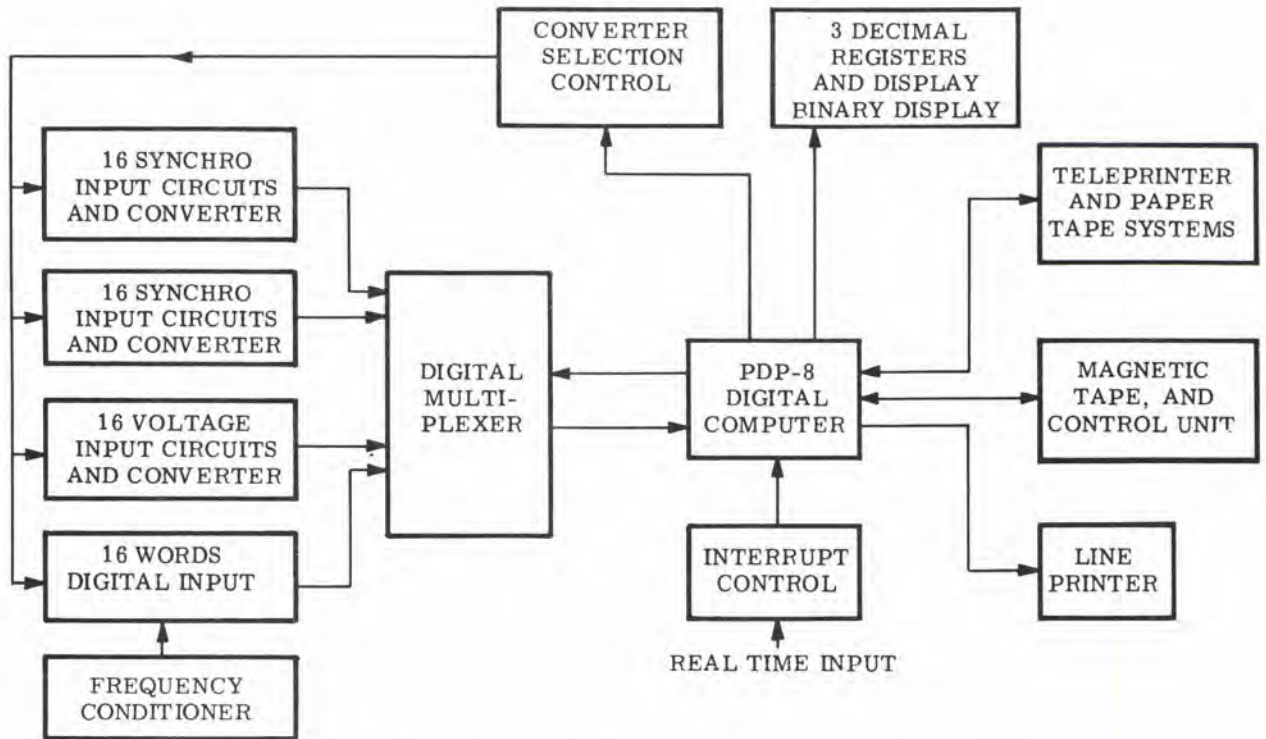 CONVERTER
SELECTION
CONTROL
3 DECIMAL
REGISTERS
AND DISPLAY
BINARY DISPLAY
16 SYNCHRO
INPUT CIRCUITS
AND CONVERTER
TELEPRINTER
AND PAPER
TAPE SYSTEMS
16 SYNCHRO
INPUT CIRCUITS
AND CONVERTER
DIGITAL
MULTI-
PLEXER
PDP-8
DIGITAL
COMPUTER
MAGNETIC
TAPE, AND
CONTROL UNIT
16 VOLTAGE
INPUT CIRCUITS
AND CONVERTER
16 WORDS
DIGITAL INPUT
INTERRUPT
CONTROL
LINE
PRINTER
REAL TIME INPUT
FREQUENCY
CONDITIONER